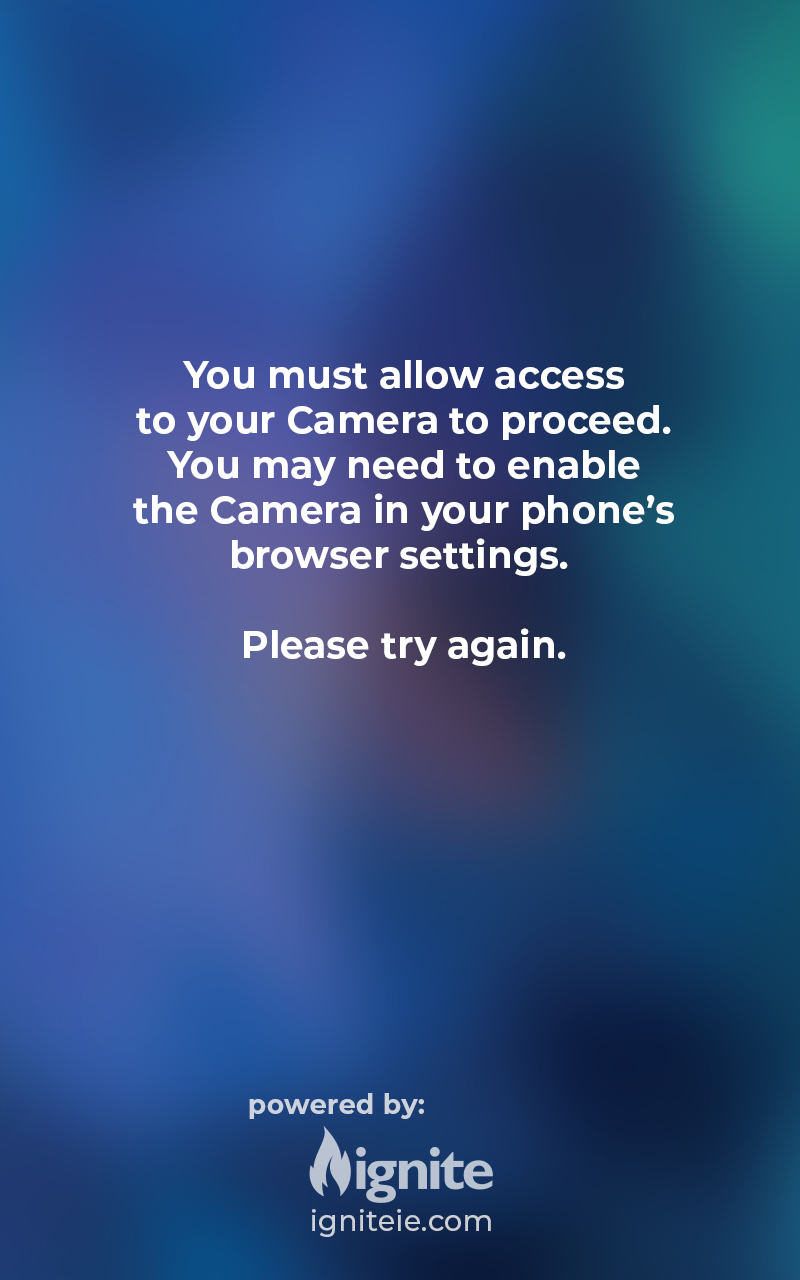 You must allow access
to your Camera to proceed.
You may need to enable
the Camera in your phone’s
browser settings.
Please try again.
powered by:
ignite
igniteie.com